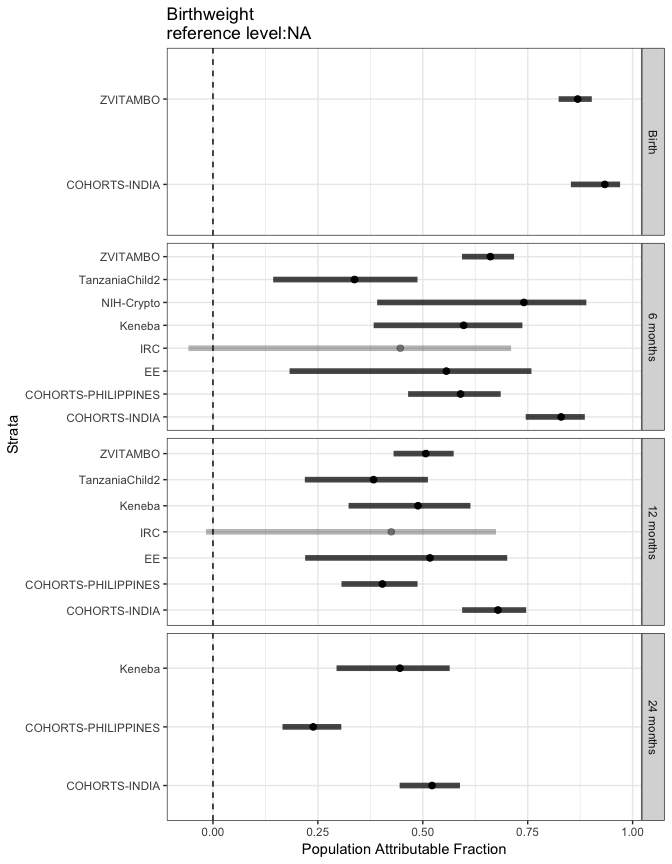 Birthweight
reference level:NA
Strata
ZVITAMBO
COHORTS-INDIA
Birth
ZVITAMBO
TanzaniaChild2
NIH-Crypto
Keneba
IRC
EE
COHORTS-PHILIPPINES
COHORTS-INDIA
6 months
ZVITAMBO
TanzaniaChild2
Keneba
IRC
EE
COHORTS-PHILIPPINES
COHORTS-INDIA
12 months
Keneba
COHORTS-PHILIPPINES
COHORTS-INDIA
24 months
0.00 0.25 0.50 0.75 1.00
Population Attributable Fraction